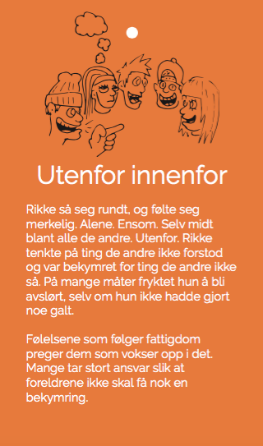 Utenfor innenfor
Rikke så seg rundt, og følte seg
merkelig. Alene. Ensom. Selv midt
blant alle de andre. Utenfor. Rikke
tenkte på ting de andre ikke forstod
og var bekymret for ting de andre ikke
så. På mange måter fryktet hun å bli
avslørt, selv om hun ikke hadde gjort
noe galt.
Følelsene som følger fattigdom
preger dem som vokser opp i det.
Mange tar stort ansvar slik at
foreldrene ikke skal få nok en
bekymring.